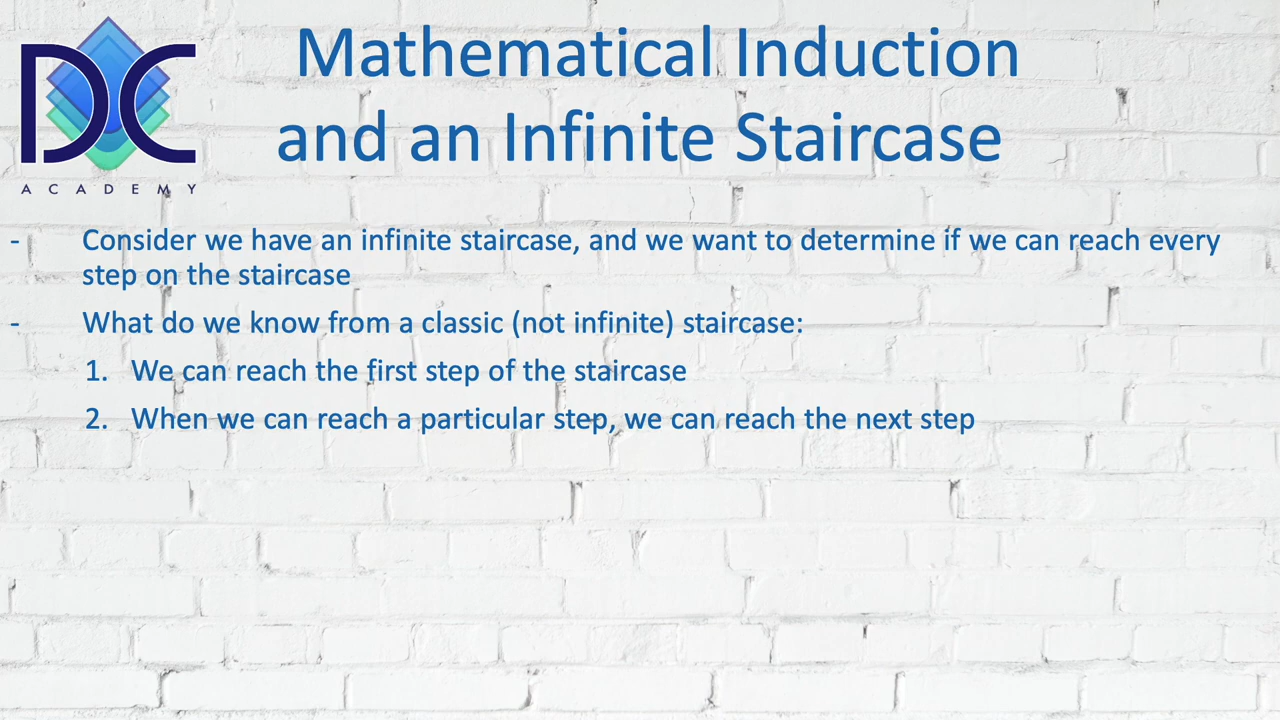 DC
ACADEMY
Mathematical Induction
and an Infinite Staircase
- Consider we have an infinite staircase, and we want to determine if we can reach every
step on the staircase
- What do we know from a classic (not infinite) staircase:
1. We can reach the first step of the staircase
2. When we can reach a particular step, we can reach the next step